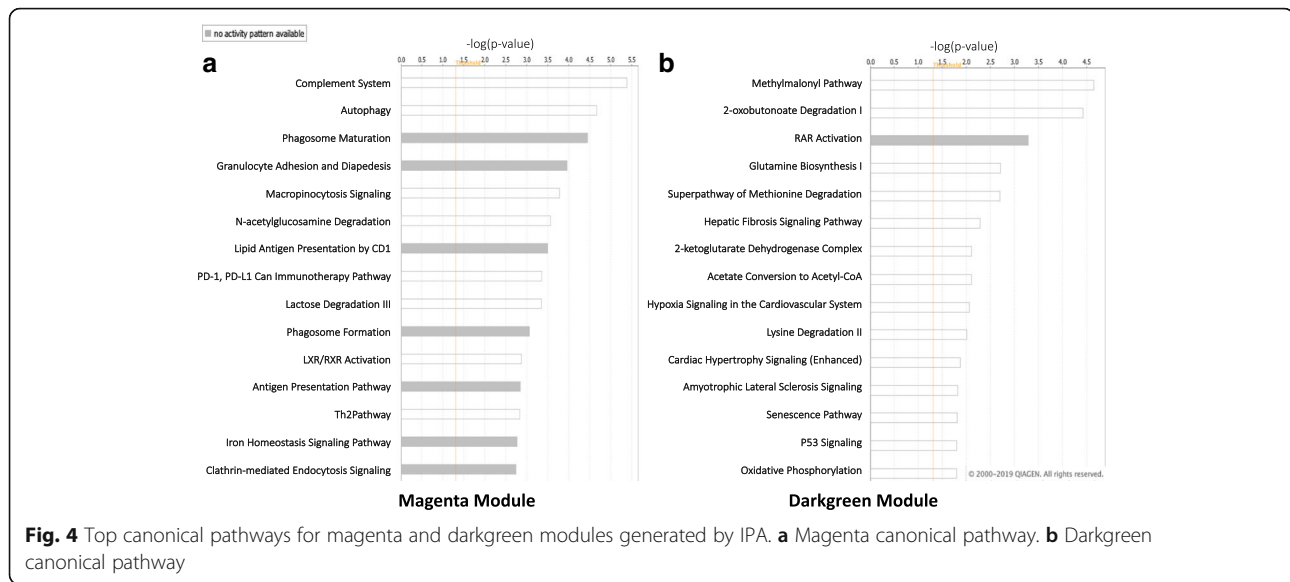 no activity pattern available
a
-log(p-value)
0.0 0.5 1.0 1.5 2.0 2.5 3.0 3.5 4.0 4.5 5.0 5.5
Threshold
Complement System
Autophagy
Phagosome Maturation
Granulocyte Adhesion and Diapedesis
Macropinocytosis Signaling
N-acetylglucosamine Degradation
Lipid Antigen Presentation by CD1
PD-1, PD-L1 Can Immunotherapy Pathway
Lactose Degradation III
Phagosome Formation
LXR/RXR Activation
Antigen Presentation Pathway
Th2Pathway
Iron Homeostasis Signaling Pathway
Clathrin-mediated Endocytosis Signaling
Magenta Module
b
-log(p-value)
0.0 0.5 1.0 1.5 2.0 2.5 3.0 3.5 4.0 4.5
Threshold
Methylmalonyl Pathway
2-oxobutonoate Degradation I
RAR Activation
Glutamine Biosynthesis I
Superpathway of Methionine Degradation
Hepatic Fibrosis Signaling Pathway
2-ketoglutarate Dehydrogenase Complex
Acetate Conversion to Acetyl-CoA
Hypoxia Signaling in the Cardiovascular System
Lysine Degradation II
Cardiac Hypertrophy Signaling (Enhanced)
Amyotrophic Lateral Sclerosis Signaling
Senescence Pathway
P53 Signaling
Oxidative Phosphorylation
© 2000-2019 QIAGEN. All rights reserved.
Darkgreen Module
Fig. 4 Top canonical pathways for magenta and darkgreen modules generated by IPA. a Magenta canonical pathway. b Darkgreen
canonical pathway